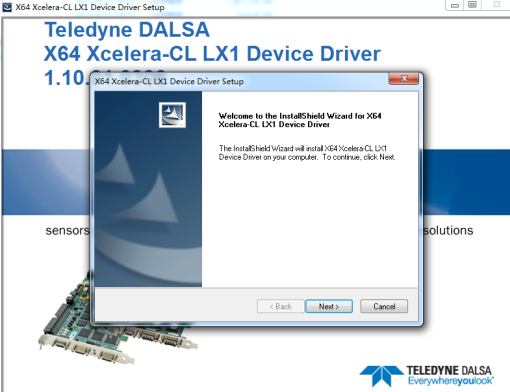 X64 Xcelera-CL LX1 Device Driver Setup
Teledyne DALSA
X64 Xcelera-CL LX1 Device Driver
1.10.
X64 Xcelera-CL LX1 Device Driver Setup
Welcome to the InstallShield Wizard for X64
Xcelera-CL LX1 Device Driver
The InstallShield Wizard will install X64 Xcelera-CL LX1
Device Driver on your computer. To continue, click Next.
sensors
solutions
< Back
Next >
Cancel
TELEDYNE DALSA
Everywhereyoulook